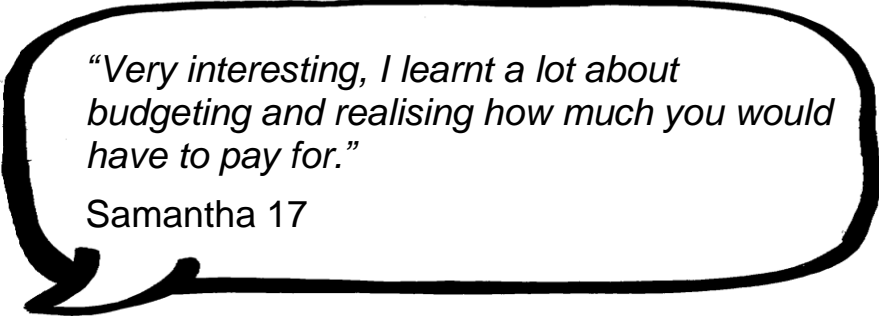 “Very interesting, I learnt a lot about
budgeting and realising how much you would
have to pay for.”
Samantha 17